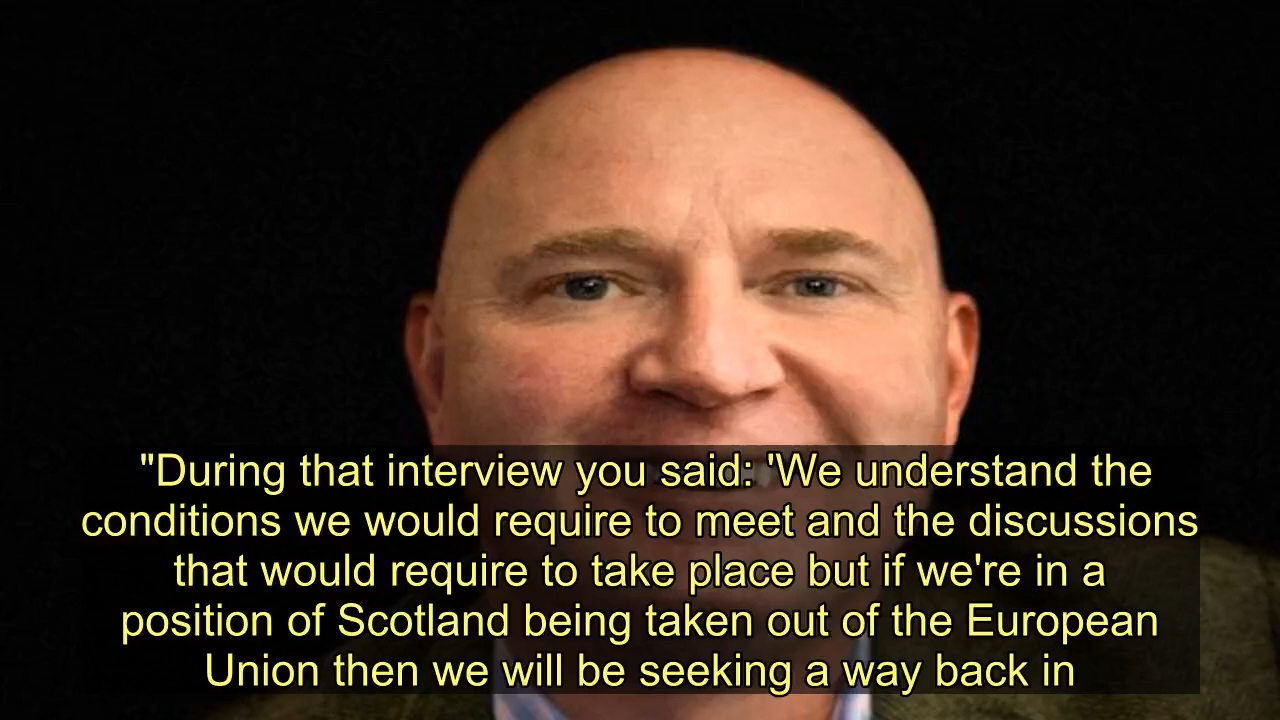 "During that interview you said: 'We understand the
conditions we would require to meet and the discussions
that would require to take place but if we're in a
position of Scotland being taken out of the European
Union then we will be seeking a way back in